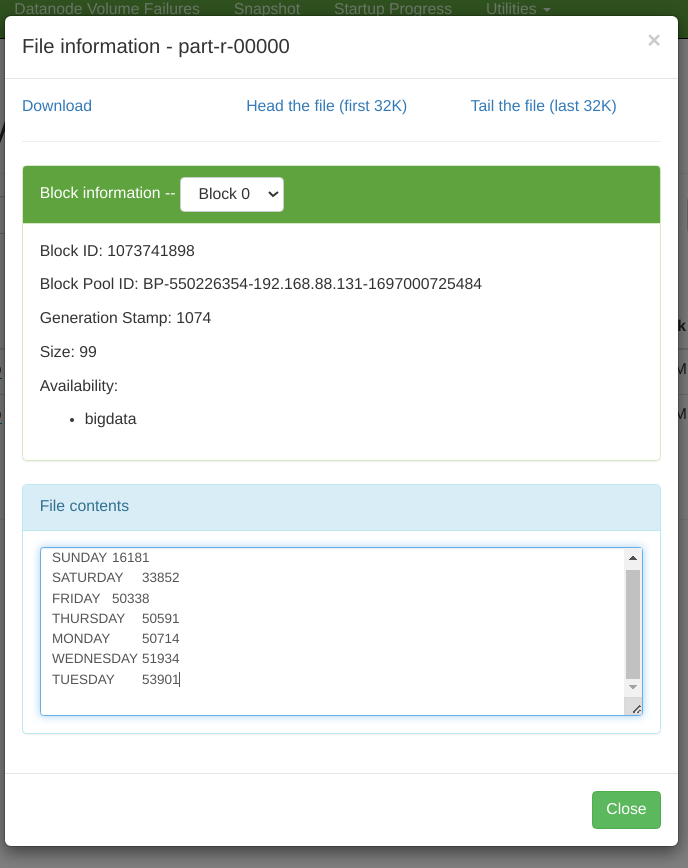 Datanode Volume Failures Snapshot Startup Progress Utilities
File information - part-r-00000 ×
Download Head the file (first 32K) Tail the file (last 32K)
Block information -- Block 0
Block ID: 1073741898
Block Pool ID: BP-550226354-192.168.88.131-1697000725484
Generation Stamp: 1074
Size: 99
Availability:
bigdata
File contents
SUNDAY 16181
SATURDAY 33852
FRIDAY 50338
THURSDAY 50591
MONDAY 50714
WEDNESDAY 51934
TUESDAY 53901
Close